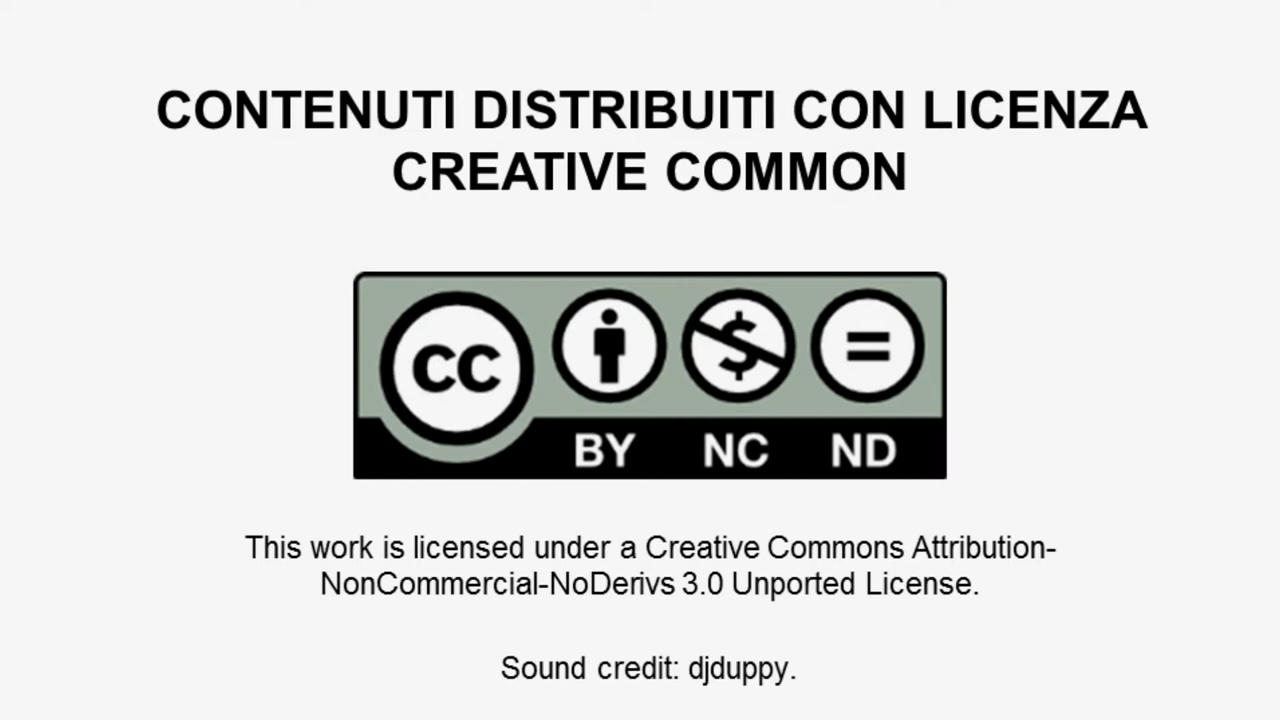 CONTENUTI DISTRIBUITI CON LICENZA
CREATIVE COMMON
CC
BY NC ND
This work is licensed under a Creative Commons Attribution-
NonCommercial-NoDerivs 3.0 Unported License.
Sound credit: djduppy.